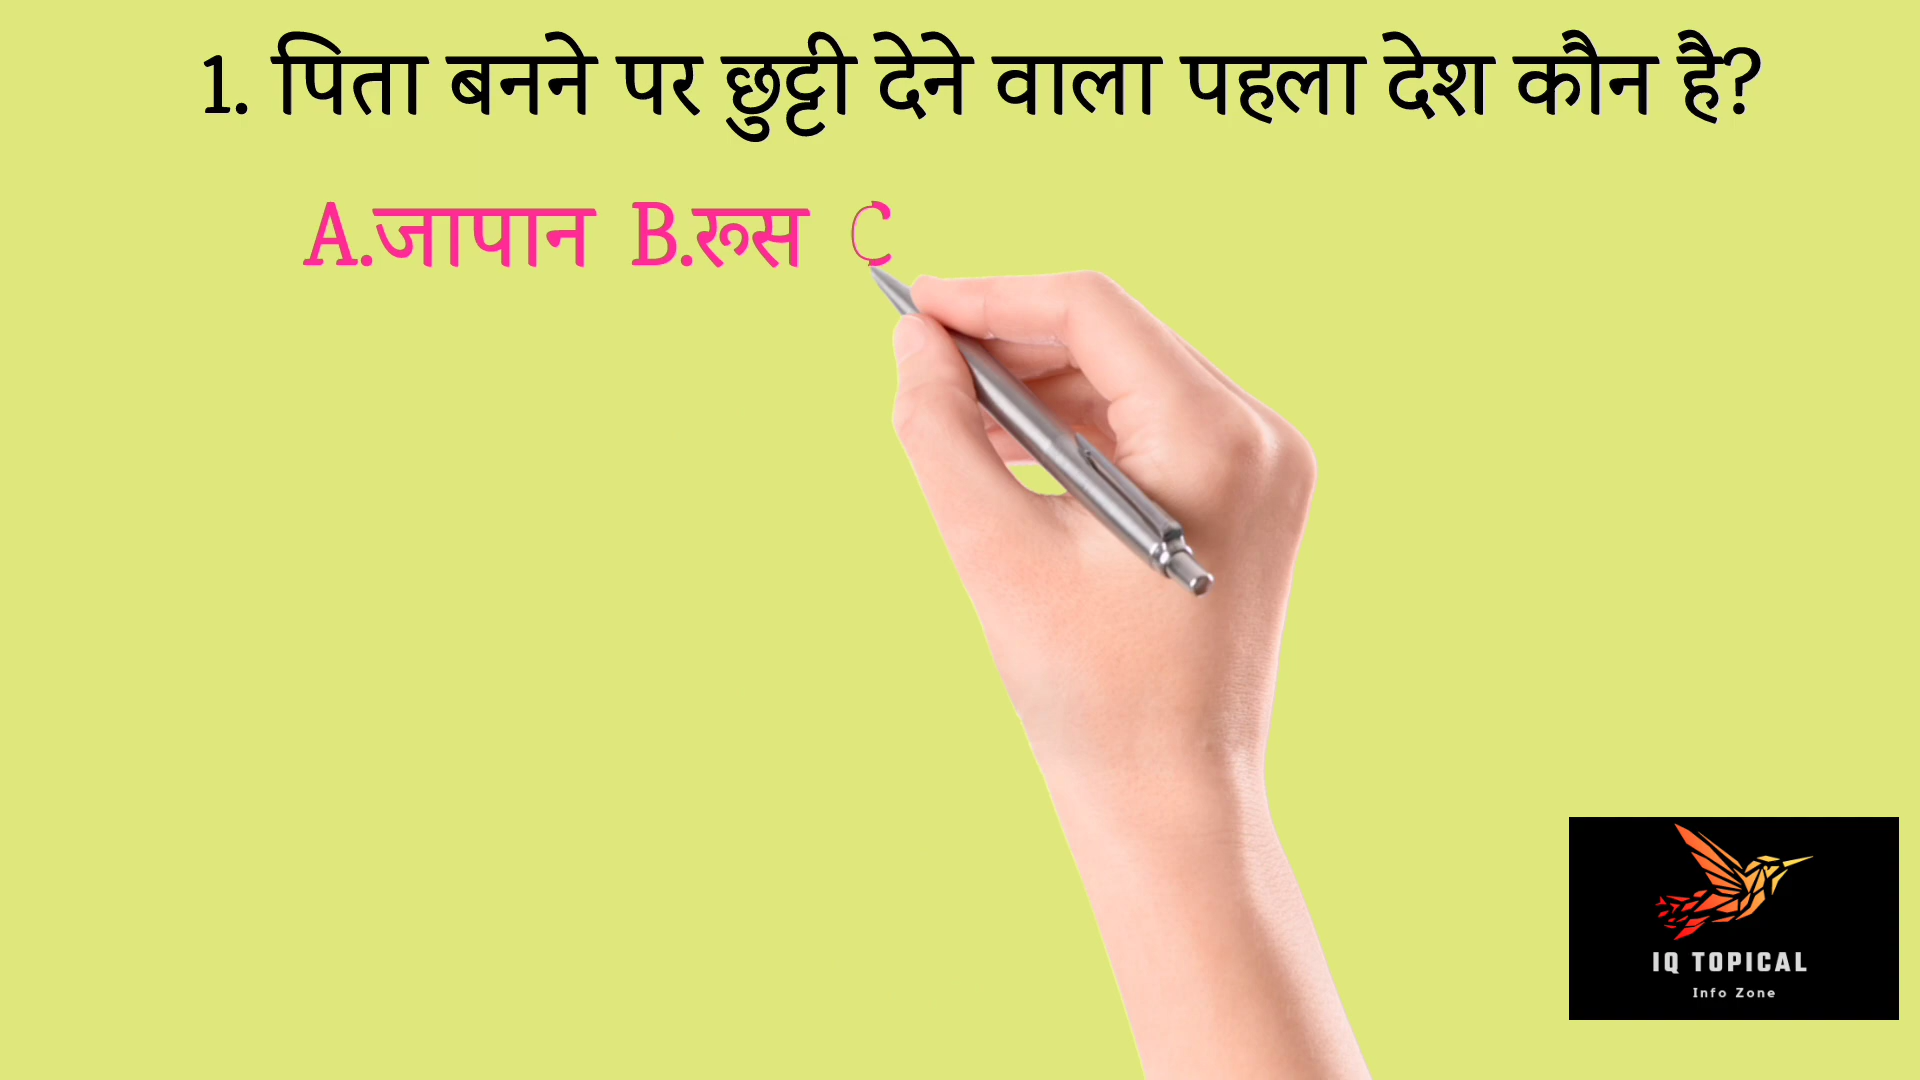 1. पिता बनने पर छुट्टी देने वाला पहला देश कौन है?
A.जापान B.रूस C
IQ TOPICAL
Info Zone